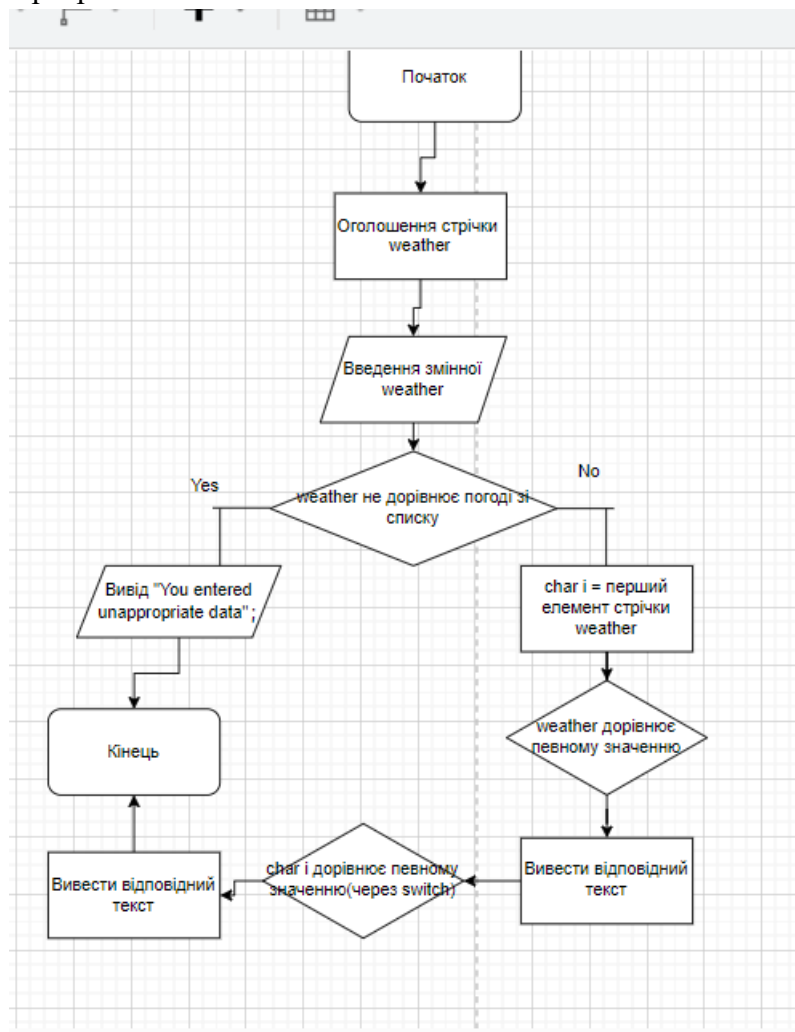 Початок
Оголошення стрічки
weather
Введення змінної
weather
Yes
weather не дорівнює погоді зі
списку
No
Вивід "You entered
unappropriate data";
char i = перший
елемент стрічки
weather
Кінець
weather дорівнює
певному значенню
Вивести відповідний
текст
char i дорівнює певному
значенню(через switch)
Вивести відповідний
текст